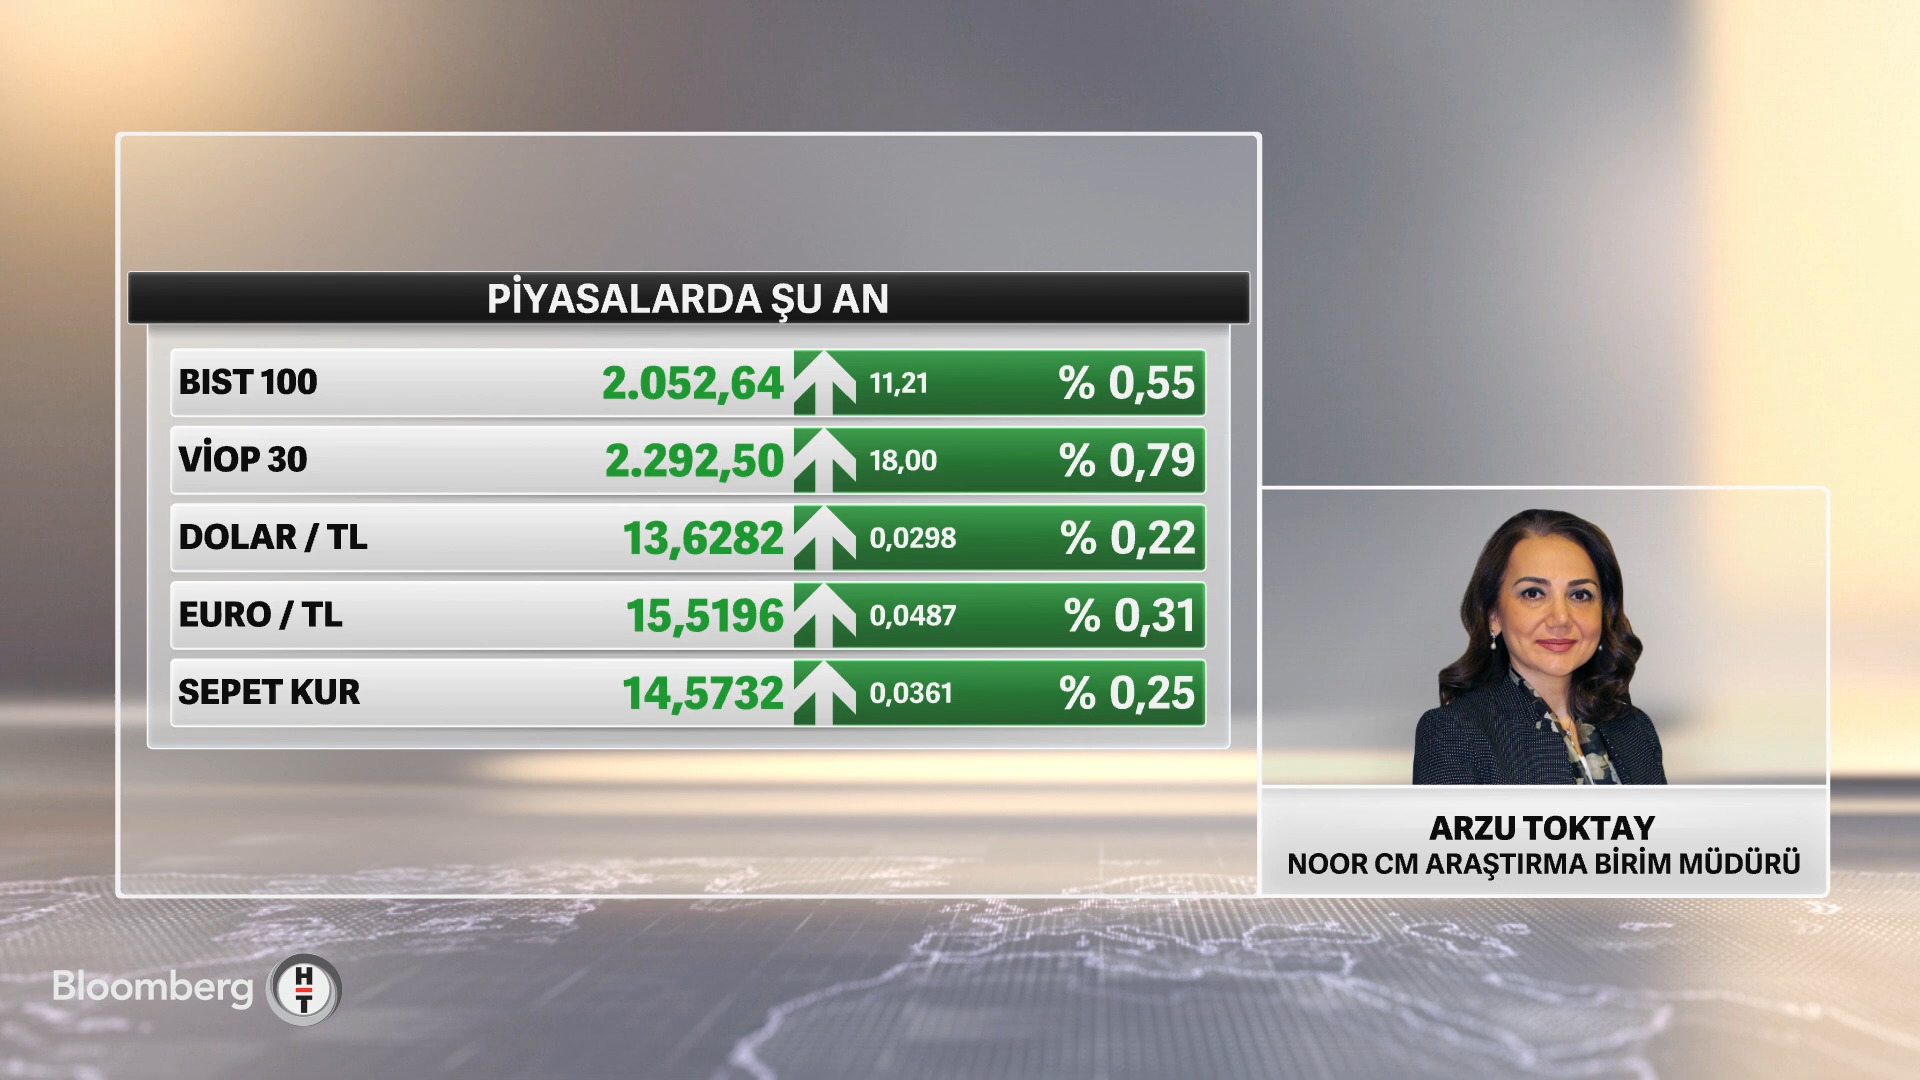 PİYASALARDA ŞU AN
BIST 100 2.052,64 11,21 % 0,55
VİOP 30 2.292,50 18,00 % 0,79
DOLAR / TL 13,6282 0,0298 % 0,22
EURO / TL 15,5196 0,0487 % 0,31
SEPET KUR 14,5732 0,0361 % 0,25
ARZU TOKTAY
NOOR CM ARAŞTIRMA BİRİM MÜDÜRÜ
Bloomberg HT